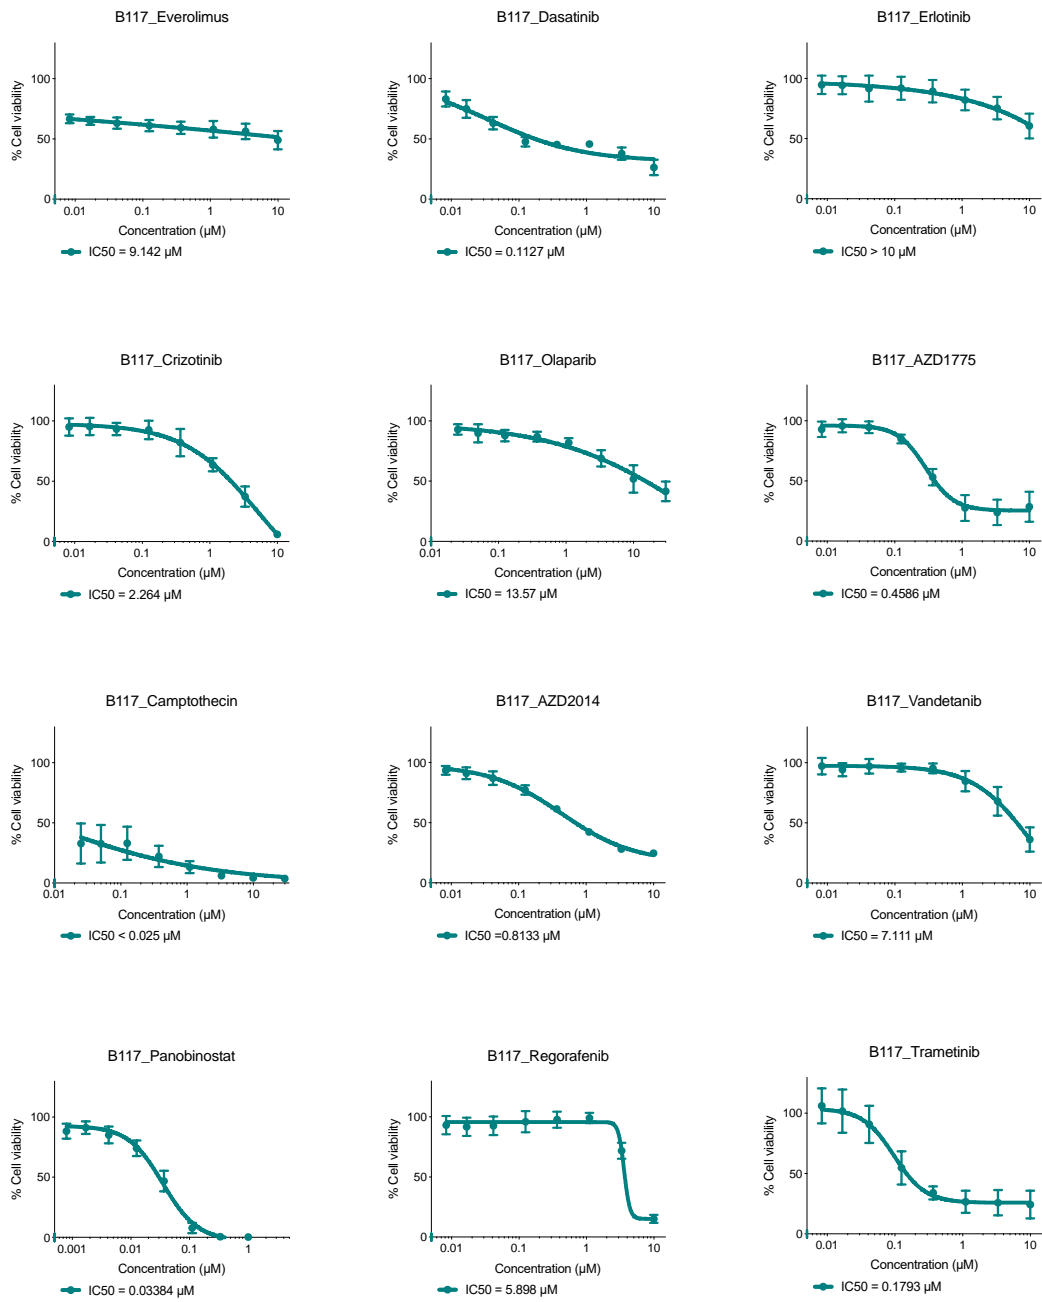 B117_Everolimus
% Cell viability
100
50
0
0.01 0.1 1 10
Concentration (µM)
IC50 = 9.142 µM
B117_Dasatinib
% Cell viability
100
50
0
0.01 0.1 1 10
Concentration (µM)
IC50 = 0.1127 µM
B117_Erlotinib
% Cell viability
100
50
0
0.01 0.1 1 10
Concentration (µM)
IC50 > 10 µM
B117_Crizotinib
% Cell viability
100
50
0
0.01 0.1 1 10
Concentration (µM)
IC50 = 2.264 µM
B117_Olaparib
% Cell viability
100
50
0
0.01 0.1 1 10
Concentration (µM)
IC50 = 13.57 µM
B117_AZD1775
% Cell viability
100
50
0
0.01 0.1 1 10
Concentration (µM)
IC50 = 0.4586 µM
B117_Camptothecin
% Cell viability
100
50
0
0.01 0.1 1 10
Concentration (µM)
IC50 < 0.025 µM
B117_AZD2014
% Cell viability
100
50
0
0.01 0.1 1 10
Concentration (µM)
IC50 =0.8133 µM
B117_Vandetanib
% Cell viability
100
50
0
0.01 0.1 1 10
Concentration (µM)
IC50 = 7.111 µM
B117_Panobinostat
% Cell viability
100
50
0
0.001 0.01 0.1 1
Concentration (µM)
IC50 = 0.03384 µM
B117_Regorafenib
% Cell viability
100
50
0
0.01 0.1 1 10
Concentration (µM)
IC50 = 5.898 µM
B117_Trametinib
% Cell viability
100
50
0
0.01 0.1 1 10
Concentration (µM)
IC50 = 0.1793 µM